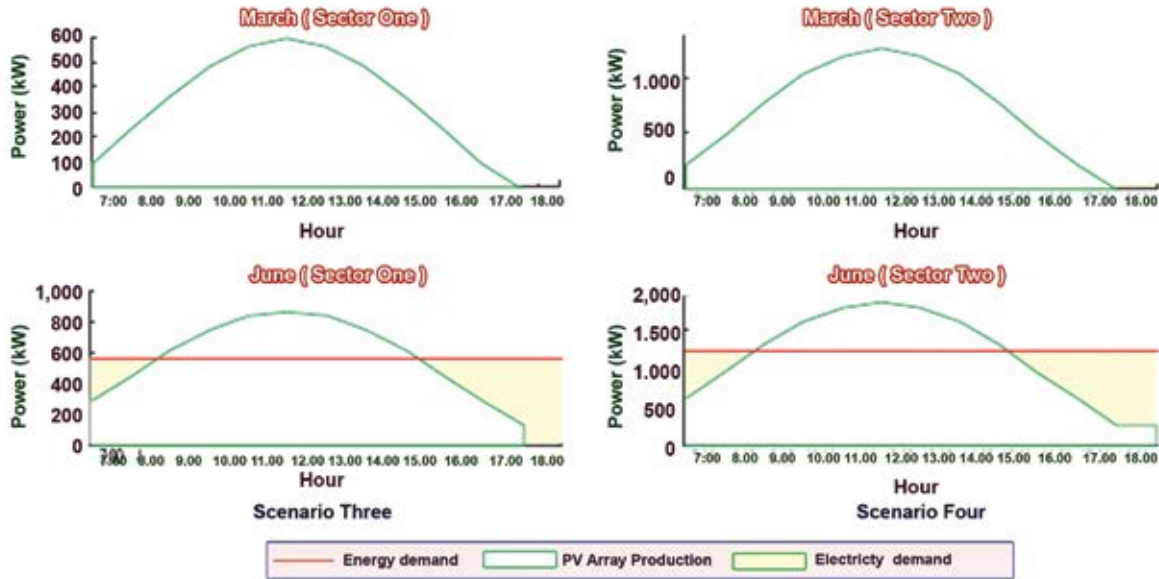 March ( Sector One )
600
500
400
300
200
100
0
Power (kW)
7:00 8.00 9.00 10.00 11.00 12.00 13.00 14.00 15.00 16.00 17.00 18.00
Hour
March ( Sector Two )
1.000
500
0
Power (kW)
7:00 8.00 9.00 10.00 11.00 12.00 13.00 14.00 15.00 16.00 17.00 18.00
Hour
June ( Sector One )
1,000
800
600
400
200
0
Power (kW)
7:00
7:00 8.00 9.00 10.00 11.00 12.00 13.00 14.00 15.00 16.00 17.00 18.00
Hour
Scenario Three
June ( Sector Two )
2,000
1.500
1.000
500
0
Power (kW)
7:00 8.00 9.00 10.00 11.00 12.00 13.00 14.00 15.00 16.00 17.00 18.00
Hour
Scenario Four
Energy demand PV Array Production Electricty demand